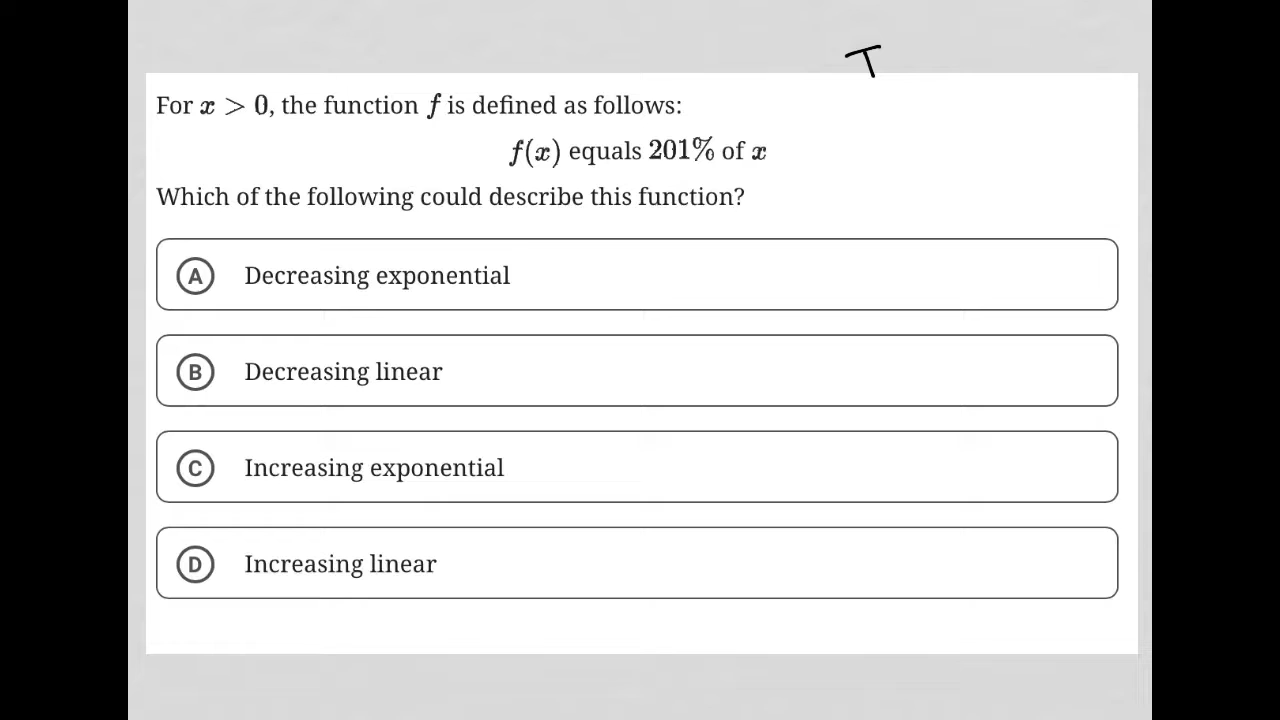 T
For x > 0, the function f is defined as follows:
f(x) equals 201% of x
Which of the following could describe this function?
A Decreasing exponential
B Decreasing linear
C Increasing exponential
D Increasing linear